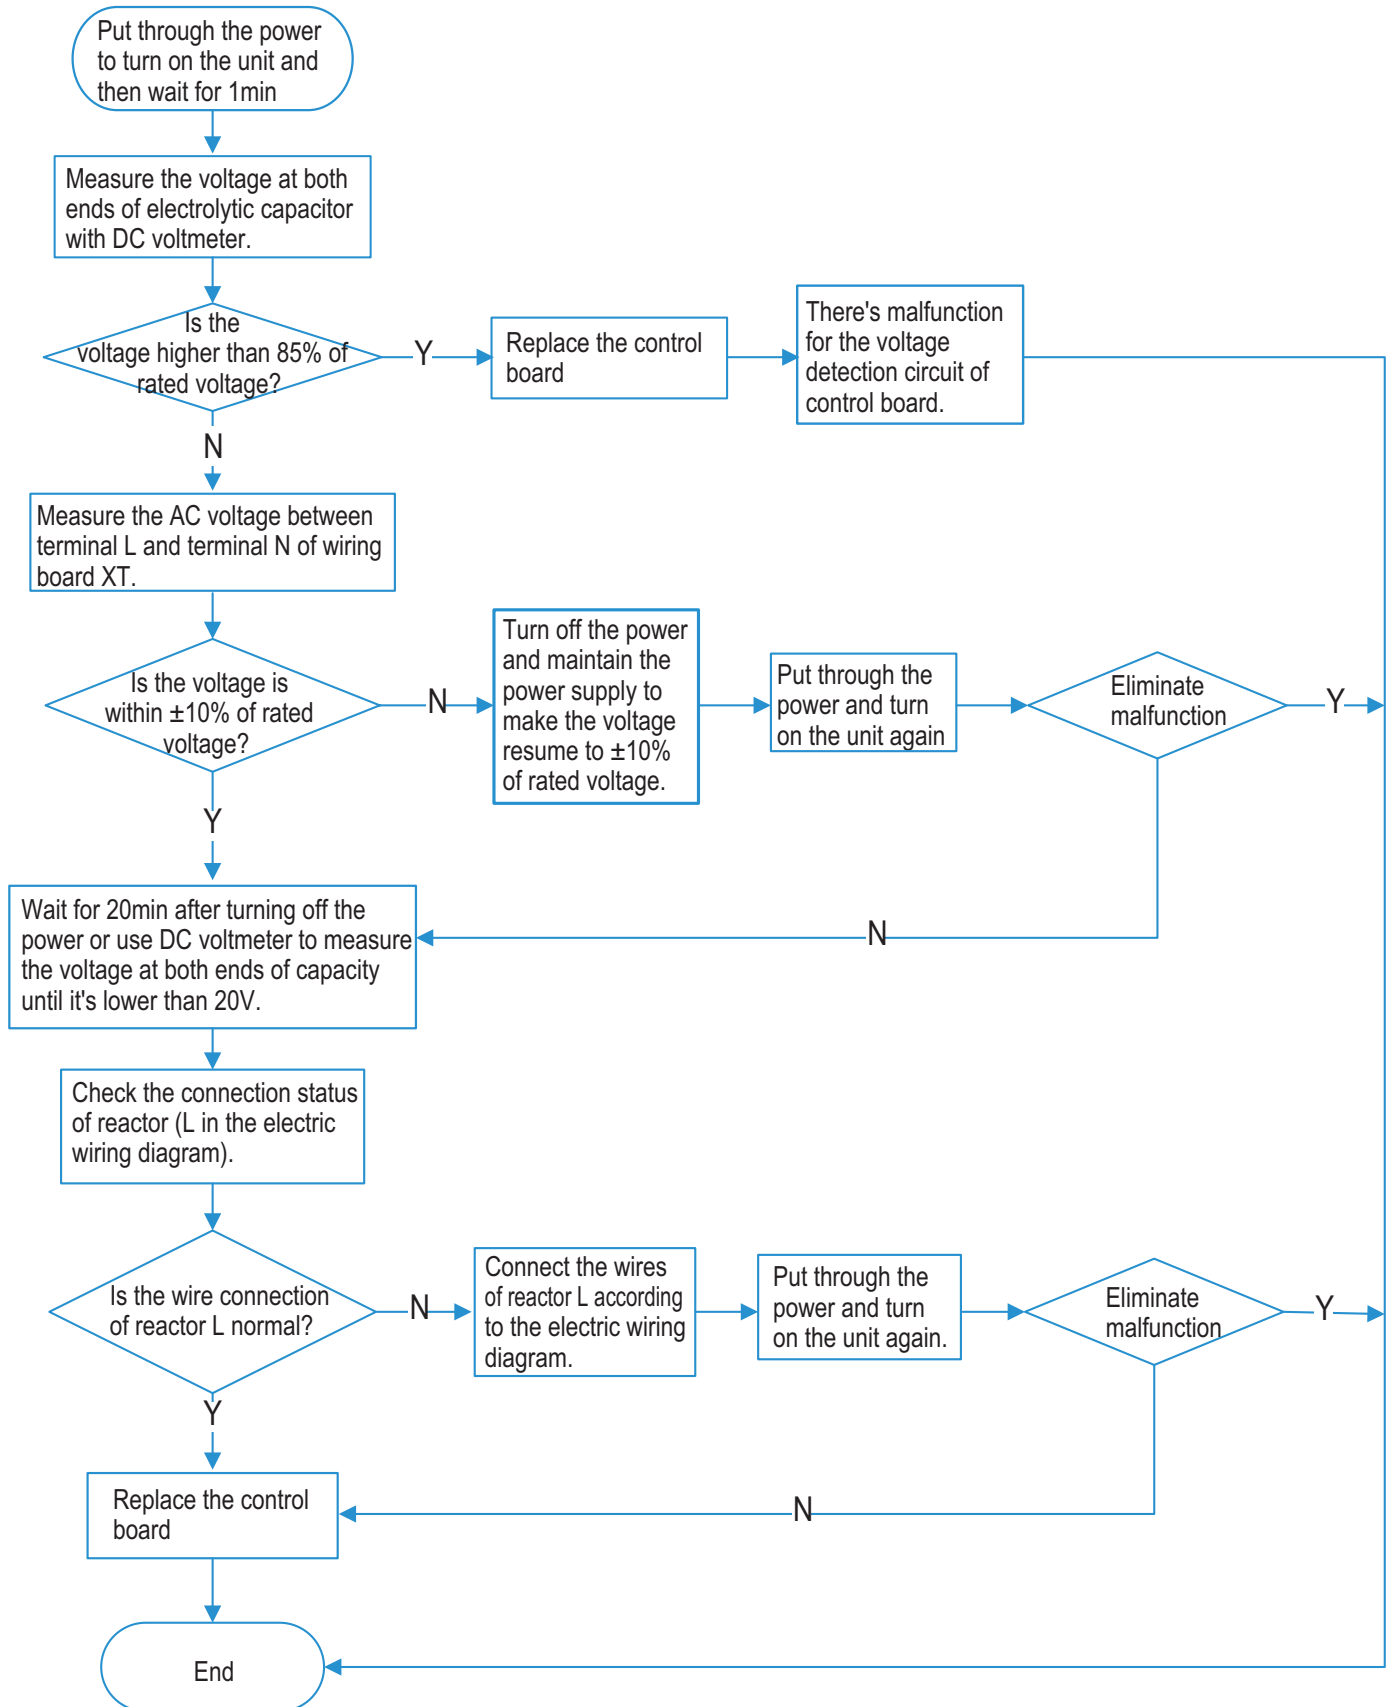 Put through the power
to turn on the unit and
then wait for 1min
Measure the voltage at both
ends of electrolytic capacitor
with DC voltmeter.
Is the
voltage higher than 85% of
rated voltage?
Y
Replace the control
board
There's malfunction
for the voltage
detection circuit of
control board.
N
Measure the AC voltage between
terminal L and terminal N of wiring
board XT.
Is the voltage is
within ±10% of rated
voltage?
N
Turn off the power
and maintain the
power supply to
make the voltage
resume to ±10%
of rated voltage.
Put through the
power and turn
on the unit again
Eliminate
malfunction
Y
Y
N
Wait for 20min after turning off the
power or use DC voltmeter to measure
the voltage at both ends of capacity
until it's lower than 20V.
Check the connection status
of reactor (L in the electric
wiring diagram).
Is the wire connection
of reactor L normal?
N
Connect the wires
of reactor L according
to the electric wiring
diagram.
Put through the
power and turn
on the unit again.
Eliminate
malfunction
Y
Y
N
Replace the control
board
End